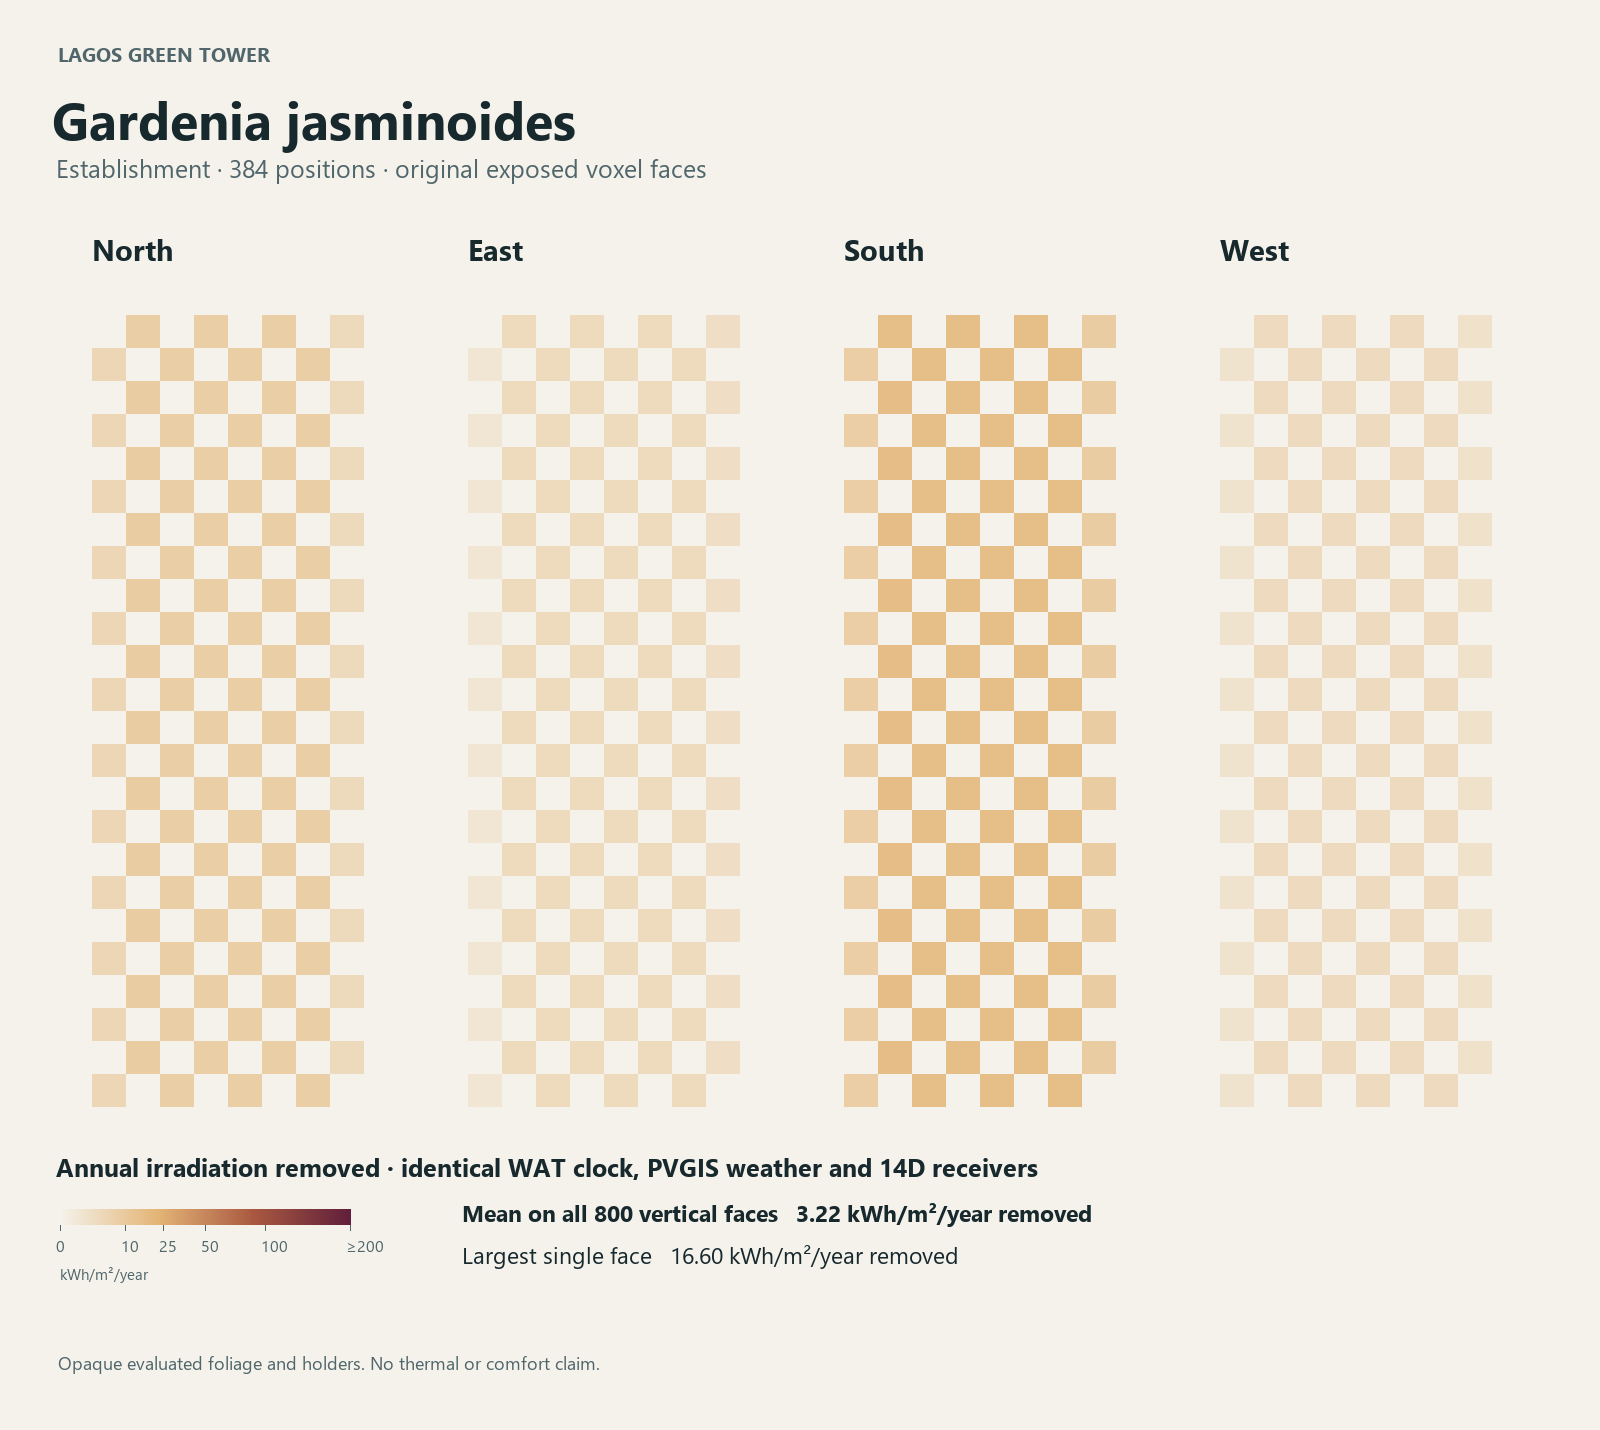 LAGOS GREEN TOWER
Gardenia jasminoides
Establishment · 384 positions · original exposed voxel faces
North East South West
Annual irradiation removed · identical WAT clock, PVGIS weather and 14D receivers
Mean on all 800 vertical faces 3.22 kWh/m²/year removed
0 10 25 50 100 ≥200
Largest single face 16.60 kWh/m²/year removed
kWh/m²/year
Opaque evaluated foliage and holders. No thermal or comfort claim.